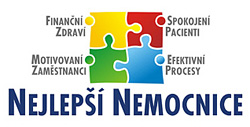 Finanční Zdraví
Spokojení Pacienti
Motivovaní Zaměstnanci
Efektivní Procesy
Nejlepší Nemocnice